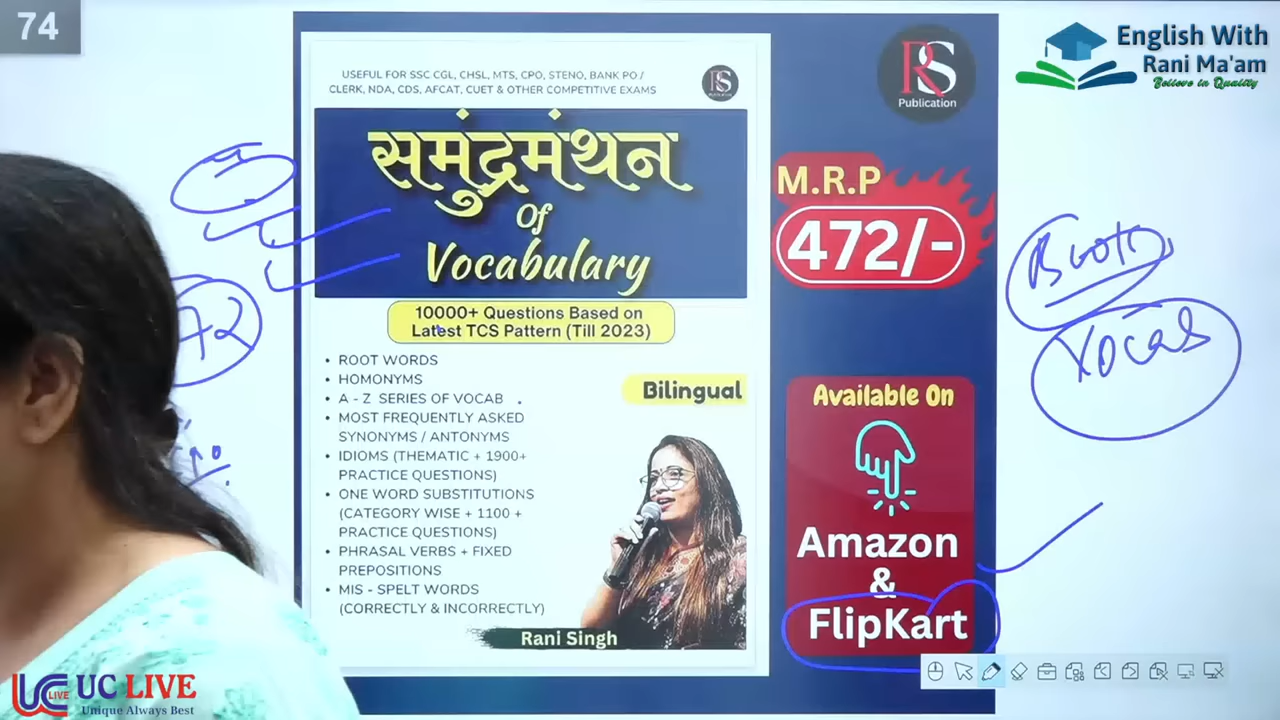 74
USEFUL FOR SSC CGL, CHSL, MTS, CPO, STENO, BANK PO /
CLERK, NDA, CDS, AFCAT, CUET & OTHER COMPETITIVE EXAMS
RS
समुंद्रमंथन
Of
Vocabulary
10000+ Questions Based on
Latest TCS Pattern (Till 2023)
• ROOT WORDS
• HOMONYMS
• A - Z SERIES OF VOCAB
• MOST FREQUENTLY ASKED
SYNONYMS / ANTONYMS
• IDIOMS (THEMATIC + 1900+
PRACTICE QUESTIONS)
• ONE WORD SUBSTITUTIONS
(CATEGORY WISE + 1100 +
PRACTICE QUESTIONS)
• PHRASAL VERBS + FIXED
PREPOSITIONS
• MIS - SPELT WORDS
(CORRECTLY & INCORRECTLY)
Bilingual
Rani Singh
RS
Publication
M.R.P
472/-
Available On
Amazon
&
FlipKart
English With
Rani Ma'am
Believe in Quality
Vocab
UC LIVE
UC LIVE
Unique Always Best